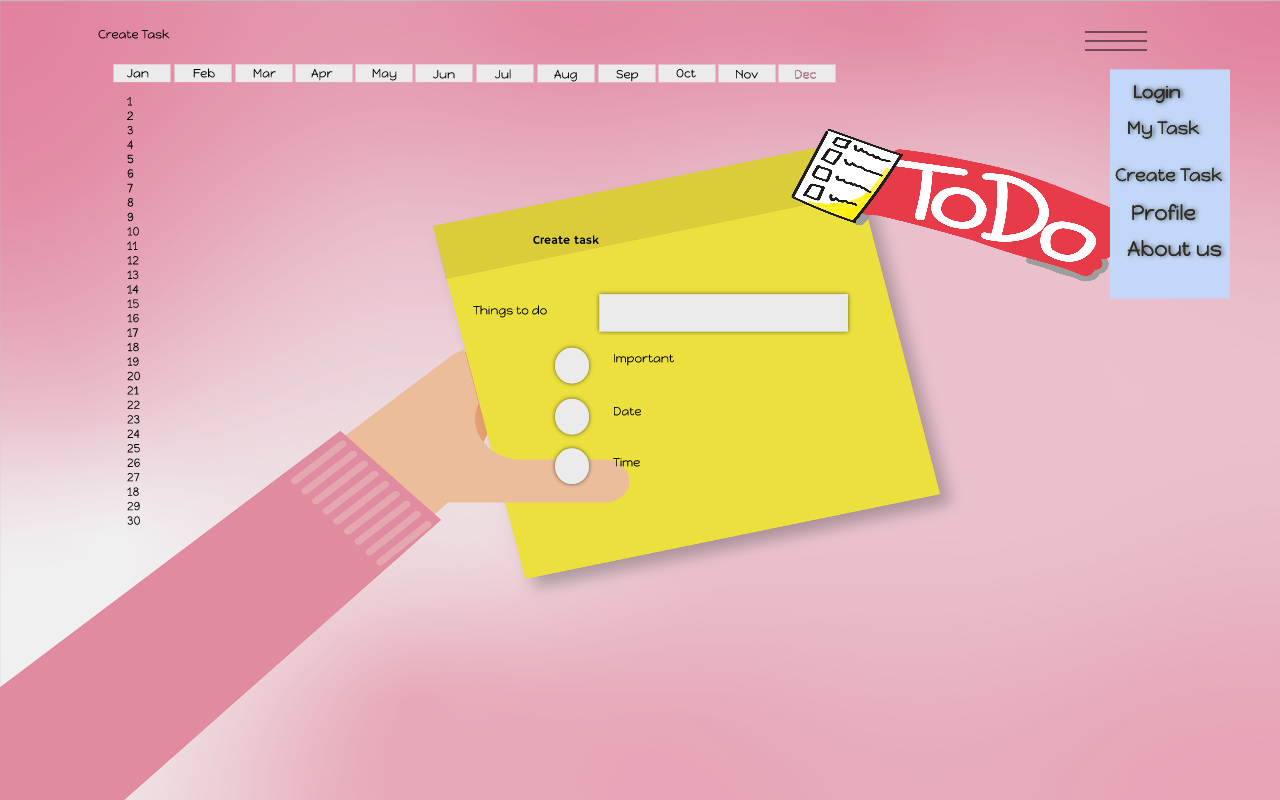 Create Task
Jan Feb Mar Apr May Jun Jul Aug Sep Oct Nov Dec
1
2
3
4
5
6
7
8
9
10
11
12
13
14
15
16
17
18
19
20
21
22
23
24
25
26
27
18
29
30
Create task
Things to do
Important
Date
Time
ToDo
Login
My Task
Create Task
Profile
About us